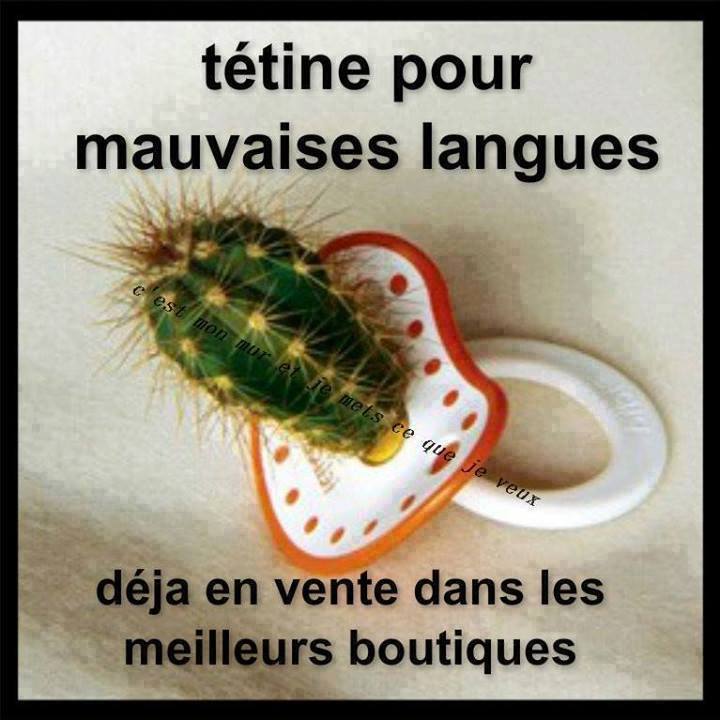 tétine pour
mauvaises langues
c'est mon mur et je mets ce que je veux
déja en vente dans les
meilleurs boutiques